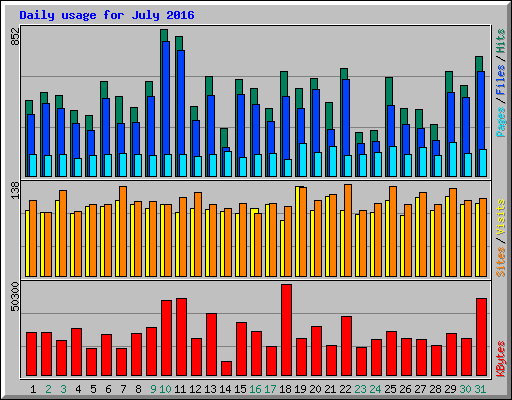 Daily usage for July 2016
852
Pages / Files / Hits
138
Sites / Visits
50300
KBytes
1 2 3 4 5 6 7 8 9 10 11 12 13 14 15 16 17 18 19 20 21 22 23 24 25 26 27 28 29 30 31